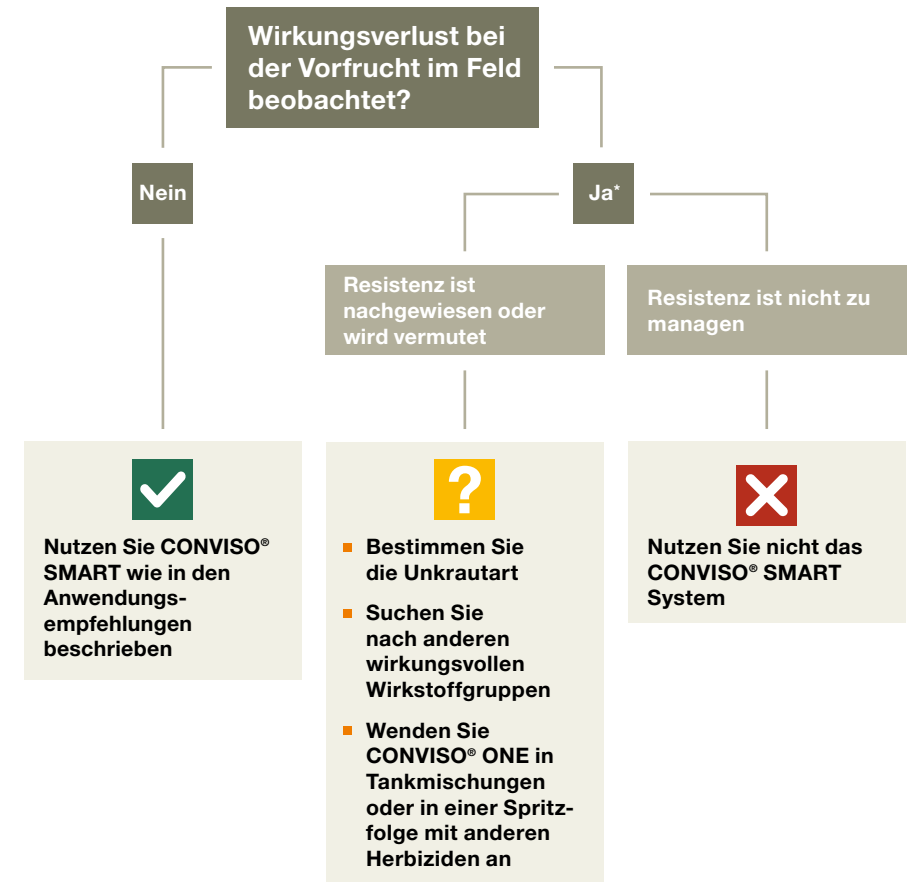 Wirkungsverlust bei
der Vorfrucht im Feld
beobachtet?
Nein
Ja*
Resistenz ist
nachgewiesen oder
wird vermutet
Resistenz ist nicht zu
managen
Nutzen Sie CONVISO®
SMART wie in den
Anwendungs-
empfehlungen
beschrieben
?
Bestimmen Sie
die Unkrautart
Suchen Sie
nach anderen
wirkungsvollen
Wirkstoffgruppen
Wenden Sie
CONVISO® ONE in
Tankmischungen
oder in einer Spritz-
folge mit anderen
Herbiziden an
Nutzen Sie nicht das
CONVISO® SMART
System